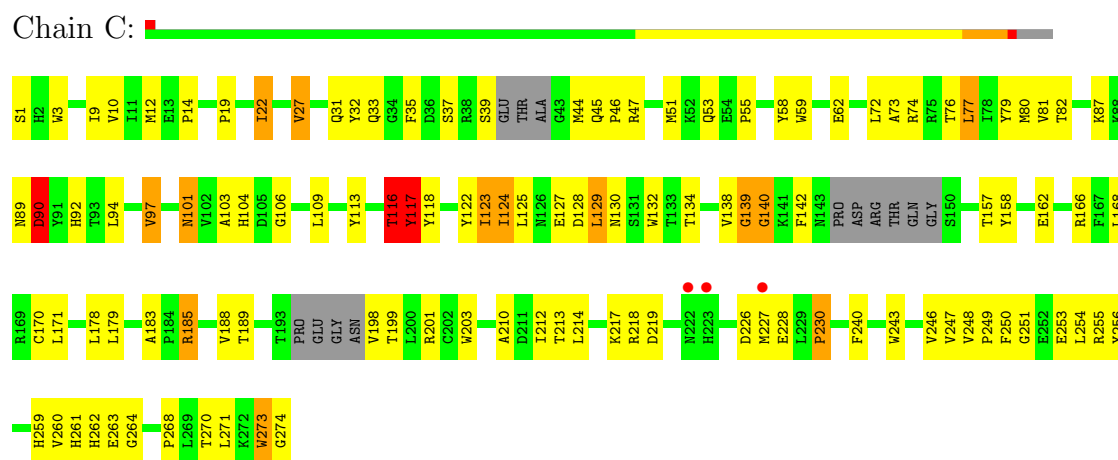 Chain C:
S1 H2 W3 I9 V10 I11 M12 E13 P14 P19 I22 V27 Q31 Y32 Q33 G34 F35 D36 S37 R38 S39 GLU THR ALA G43 M44 Q45 P46 R47 M51 K52 Q53 E54 P55 Y58 W59 E62 L72 A73 R74 R75 T76 L77 I78 Y79 M80 V81 T82 K87 K88
N89 D90 Y91 H92 T93 L94 V97 N101 V102 A103 H104 D105 G106 L109 Y113 T116 Y117 Y118 Y122 I123 I124 L125 N126 E127 D128 L129 N130 S131 W132 T133 T134 V138 G139 G140 K141 F142 N143 PRO ASP ARG THR GLN GLY S150 T157 Y158 E162 R166 F167 L168
R169 C170 L171 L178 L179 A183 P184 R185 V188 T189 T193 PRO GLU GLY ASN V198 T199 L200 R201 C202 W203 A210 D211 I212 T213 L214 K217 R218 D219 N222 H223 D226 M227 E228 L229 P230 F240 W243 V246 V247 V248 P249 F250 G251 E252 E253 L254 R255 Y256
H259 V260 H261 H262 E263 G264 P268 L269 T270 L271 K272 W273 G274